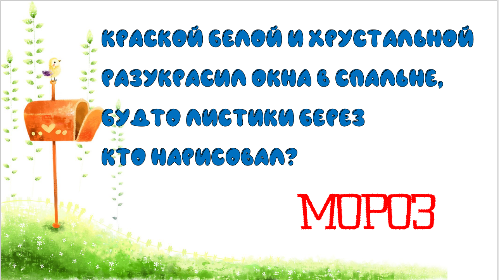 КРАСКОЙ БЕЛОЙ И ХРУСТАЛЬНОЙ
РАЗУКРАСИЛ ОКНА В СПАЛЬНЕ,
БУДТО ЛИСТИКИ БЕРЕЗ
КТО НАРИСОВАЛ?
МОРОЗ